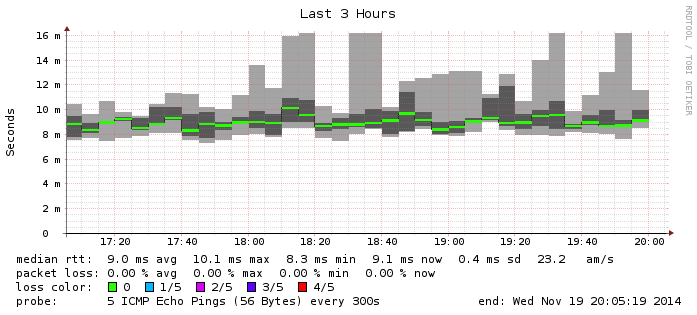 Last 3 Hours
RRDTOOL / TOBI OETIKER
Seconds
16 m
14 m
12 m
10 m
8 m
6 m
4 m
2 m
0
17:20 17:40 18:00 18:20 18:40 19:00 19:20 19:40 20:00
median rtt: 9.0 ms avg 10.1 ms max 8.3 ms min 9.1 ms now 0.4 ms sd 23.2 am/s
packet loss: 0.00 % avg 0.00 % max 0.00 % min 0.00 % now
loss color: 0 1/5 2/5 3/5 4/5
probe: 5 ICMP Echo Pings (56 Bytes) every 300s end: Wed Nov 19 20:05:19 2014